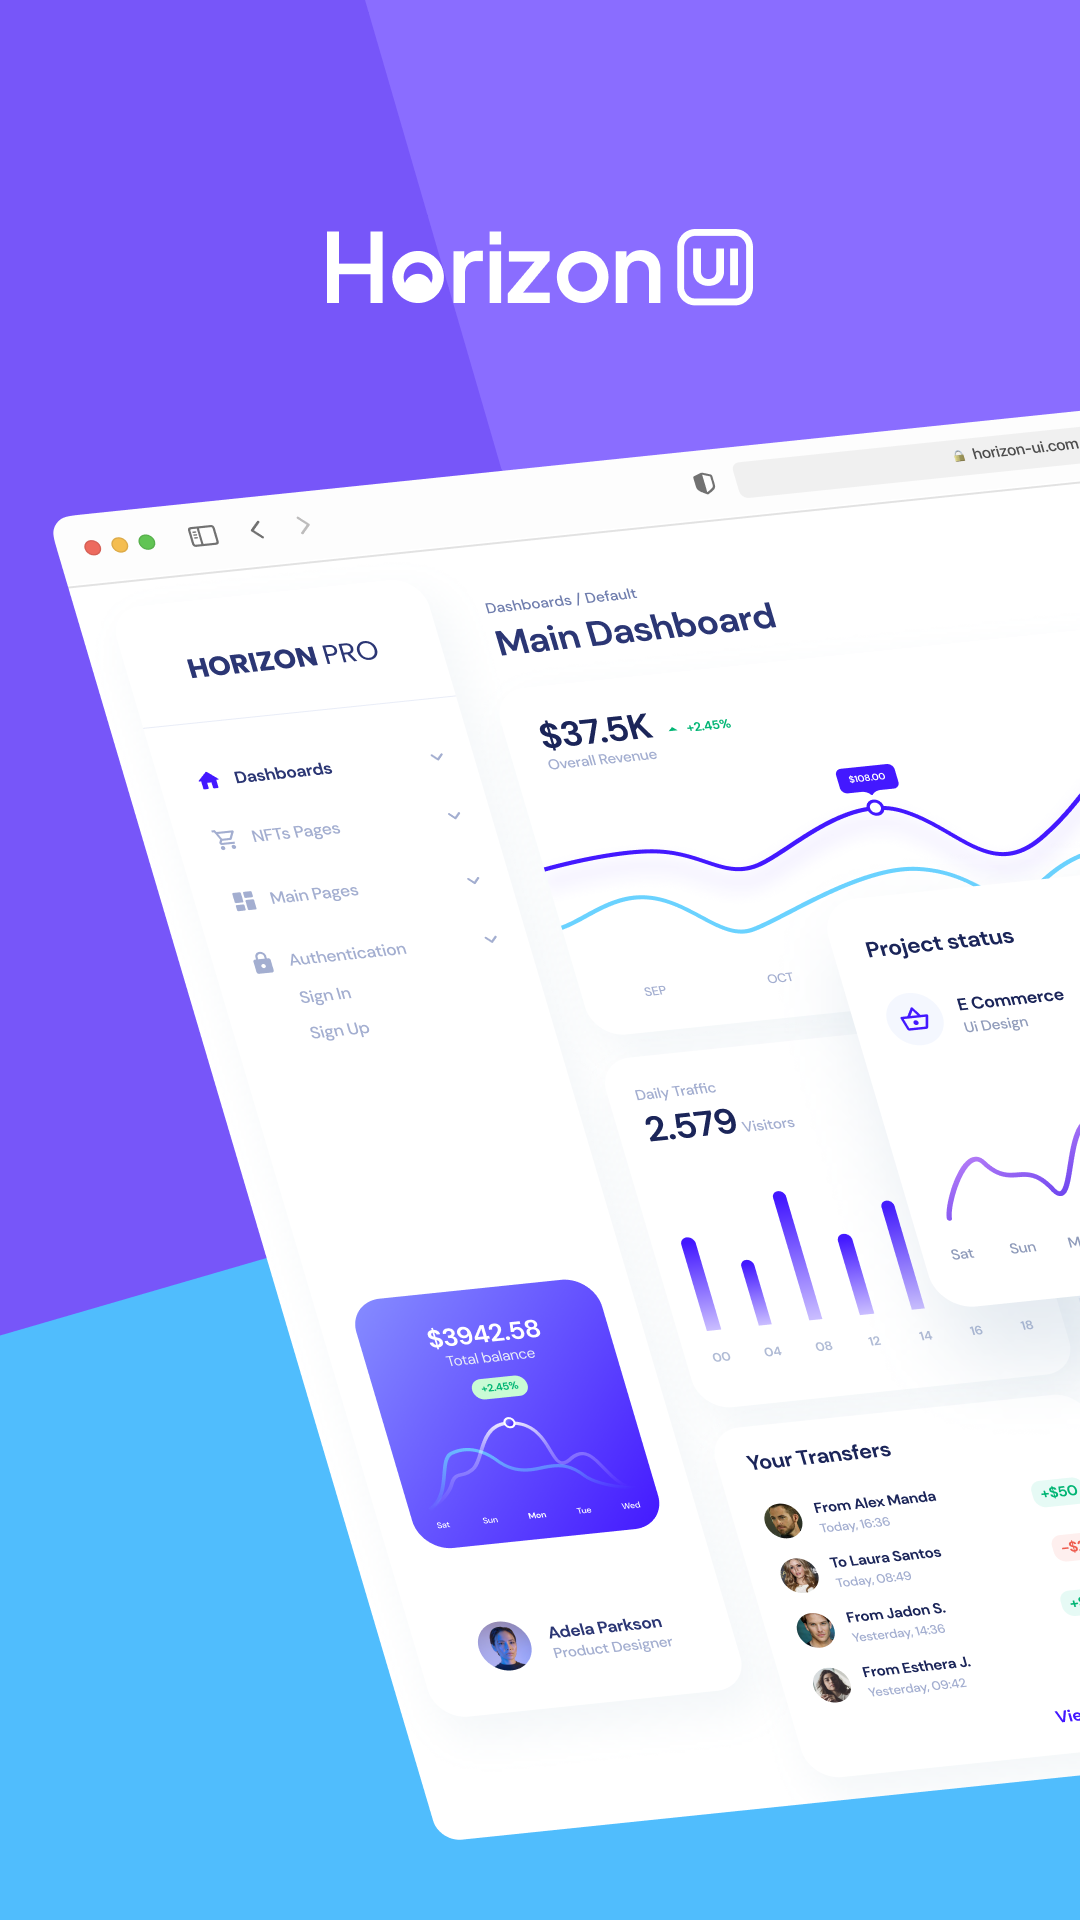 Horizon UI
horizon-ui.com
Dashboards / Default
Main Dashboard
HORIZON PRO
Dashboards
NFTs Pages
Main Pages
Authentication
Sign In
Sign Up
$37.5K
+2.45%
Overall Revenue
$108.00
SEP
OCT
Project status
E Commerce
Ui Design
Sat
Sun
Daily Traffic
2.579 Visitors
00
04
08
12
14
16
18
$3942.58
Total balance
+2.45%
Sat
Sun
Mon
Tue
Wed
Adela Parkson
Product Designer
Your Transfers
From Alex Manda
Today, 16:36
+$50
To Laura Santos
Today, 08:49
From Jadon S.
Yesterday, 14:36
From Esthera J.
Yesterday, 09:42